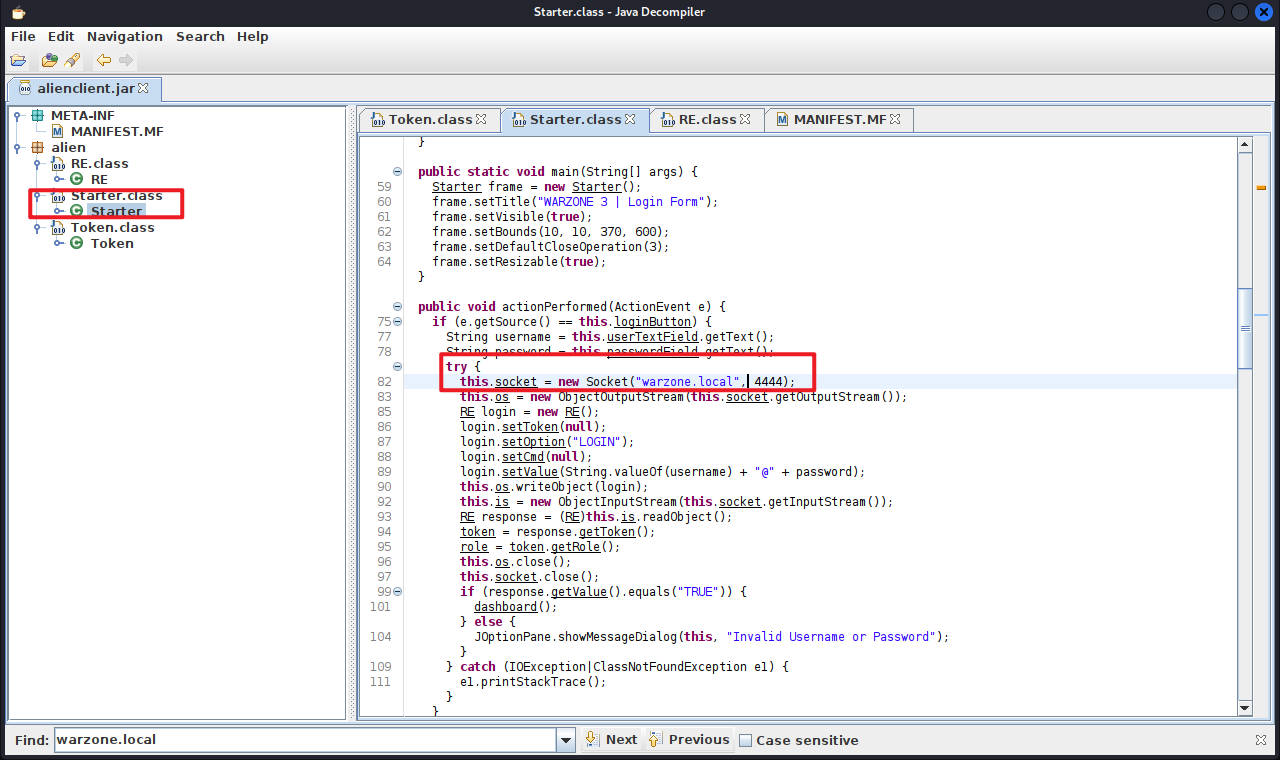 Starter.class - Java Decompiler
File Edit Navigation Search Help
alienclient.jar
META-INF
MANIFEST.MF
alien
RE.class
RE
Starter.class
Starter
Token.class
Token
Token.class Starter.class RE.class MANIFEST.MF
}
public static void main(String[] args) {
59 Starter frame = new Starter();
60 frame.setTitle("WARZONE 3 | Login Form");
61 frame.setVisible(true);
62 frame.setBounds(10, 10, 370, 600);
63 frame.setDefaultCloseOperation(3);
64 frame.setResizable(true);
}
public void actionPerformed(ActionEvent e) {
75 if (e.getSource() == this.loginButton) {
77 String username = this.userTextField.getText();
78 String password = this.passwordField.getText();
try {
82 this.socket = new Socket("warzone.local", 4444);
83 this.os = new ObjectOutputStream(this.socket.getOutputStream());
85 RE login = new RE();
86 login.setToken(null);
87 login.setOption("LOGIN");
88 login.setCmd(null);
89 login.setValue(String.valueOf(username) + "@" + password);
90 this.os.writeObject(login);
92 this.is = new ObjectInputStream(this.socket.getInputStream());
93 RE response = (RE)this.is.readObject();
94 token = response.getToken();
95 role = token.getRole();
96 this.os.close();
97 this.socket.close();
99 if (response.getValue().equals("TRUE")) {
101 dashboard();
} else {
104 JOptionPane.showMessageDialog(this, "Invalid Username or Password");
}
109 } catch (IOException|ClassNotFoundException e1) {
111 e1.printStackTrace();
}
}
Find: warzone.local Next Previous Case sensitive